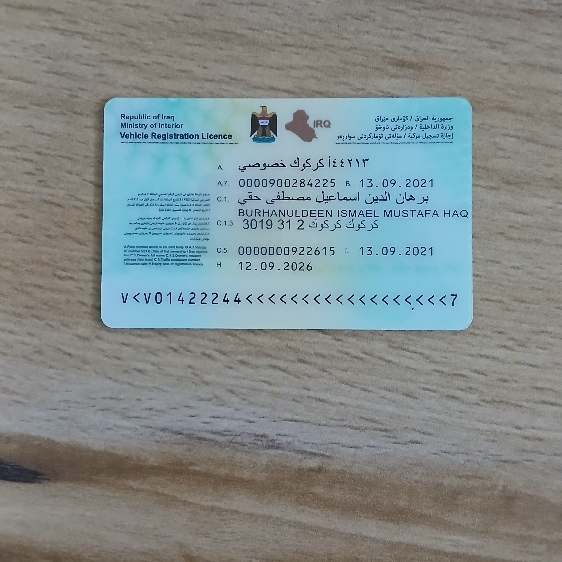 Republic of Iraq
Ministry of Interior
Vehicle Registration Licence
IRQ
جمهورية العراق / كۆماری عێراق
وزارة الداخلية / وەزارەتی ناوخۆ
إجازة تسجيل مركبة / مۆڵەتی تۆمارکردنی سواردەر
A. ٤٤٢١٣أ كركوك خصوصي
A.7. 0000900284225 B. 13.09.2021
C.1. برهان الدين اسماعيل مصطفى حقي
BURHANULDEEN ISMAEL MUSTAFA HAQ
C.1.3 كركوك كركوك 2 31 3019
C.5. 0000000922615 I. 13.09.2021
H 12.09.2026
V<V01422244<<<<<<<<<<<<<<<<<<<7